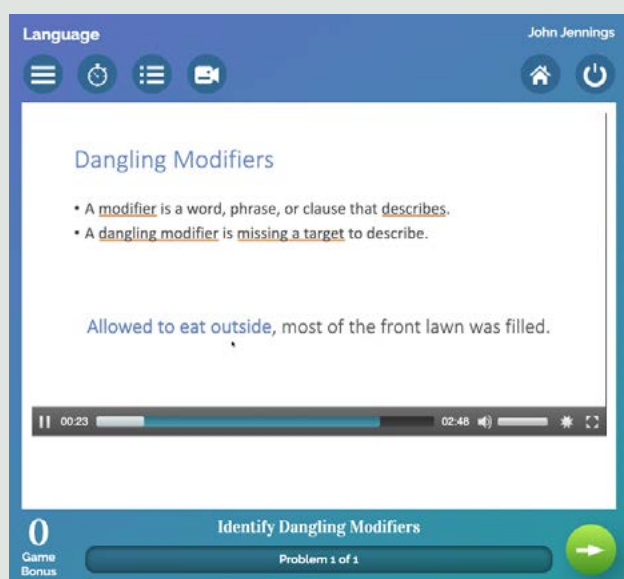 Language
John Jennings
Dangling Modifiers
• A modifier is a word, phrase, or clause that describes.
• A dangling modifier is missing a target to describe.
Allowed to eat outside, most of the front lawn was filled.
00:23
02:48
0
Game
Bonus
Identify Dangling Modifiers
Problem 1 of 1